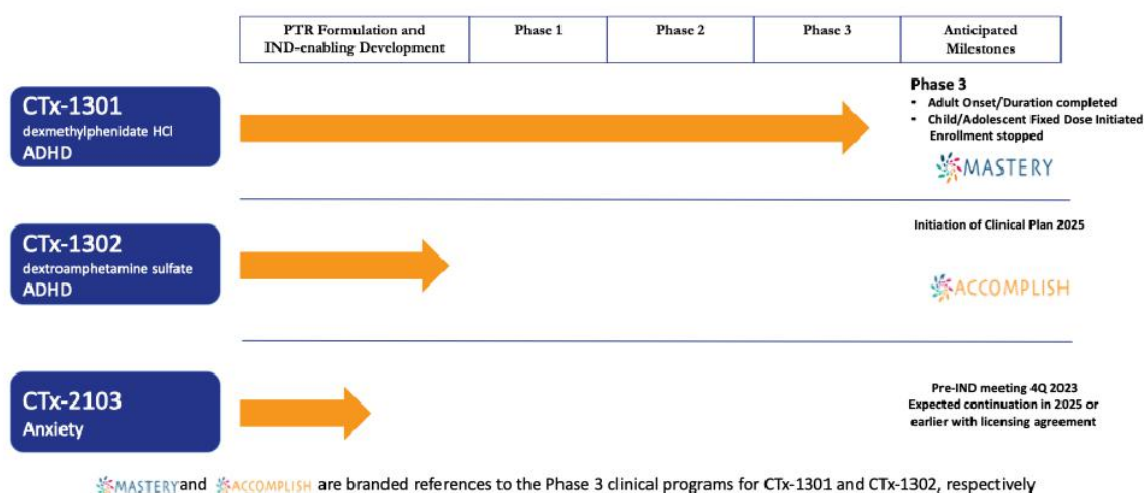 PTR Formulation and
IND-enabling Development
Phase 1
Phase 2
Phase 3
Anticipated
Milestones
CTx-1301
dexmethylphenidate HCl
ADHD
Phase 3
• Adult Onset/Duration completed
• Child/Adolescent Fixed Dose Initiated
Enrollment stopped
MASTERY
CTx-1302
dextroamphetamine sulfate
ADHD
Initiation of Clinical Plan 2025
ACCOMPLISH
CTx-2103
Anxiety
Pre-IND meeting 4Q 2023
Expected continuation in 2025 or
earlier with licensing agreement
MASTERY and ACCOMPLISH are branded references to the Phase 3 clinical programs for CTx-1301 and CTx-1302, respectively